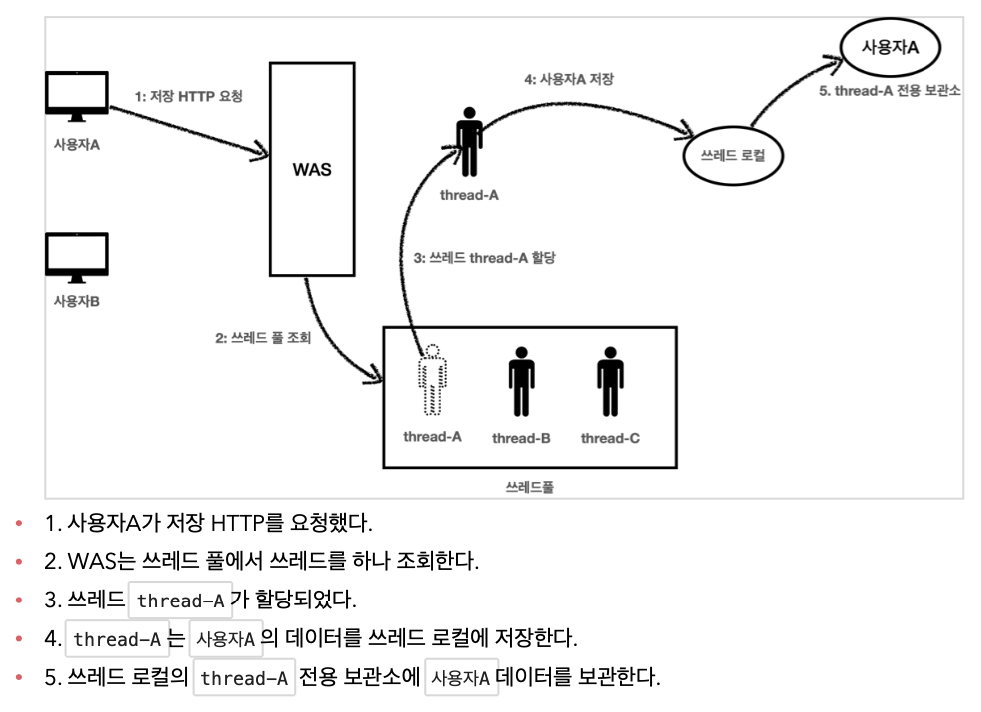 사용자A
1: 저장 HTTP 요청
WAS
4: 사용자A 저장
사용자A
5. thread-A 전용 보관소
쓰레드 로컬
thread-A
3: 쓰레드 thread-A 할당
사용자B
2: 쓰레드 풀 조회
thread-A
thread-B
thread-C
쓰레드풀
• 1. 사용자A가 저장 HTTP를 요청했다.
• 2. WAS는 쓰레드 풀에서 쓰레드를 하나 조회한다.
• 3. 쓰레드 thread-A 가 할당되었다.
• 4. thread-A 는 사용자A 의 데이터를 쓰레드 로컬에 저장한다.
• 5. 쓰레드 로컬의 thread-A 전용 보관소에 사용자A 데이터를 보관한다.